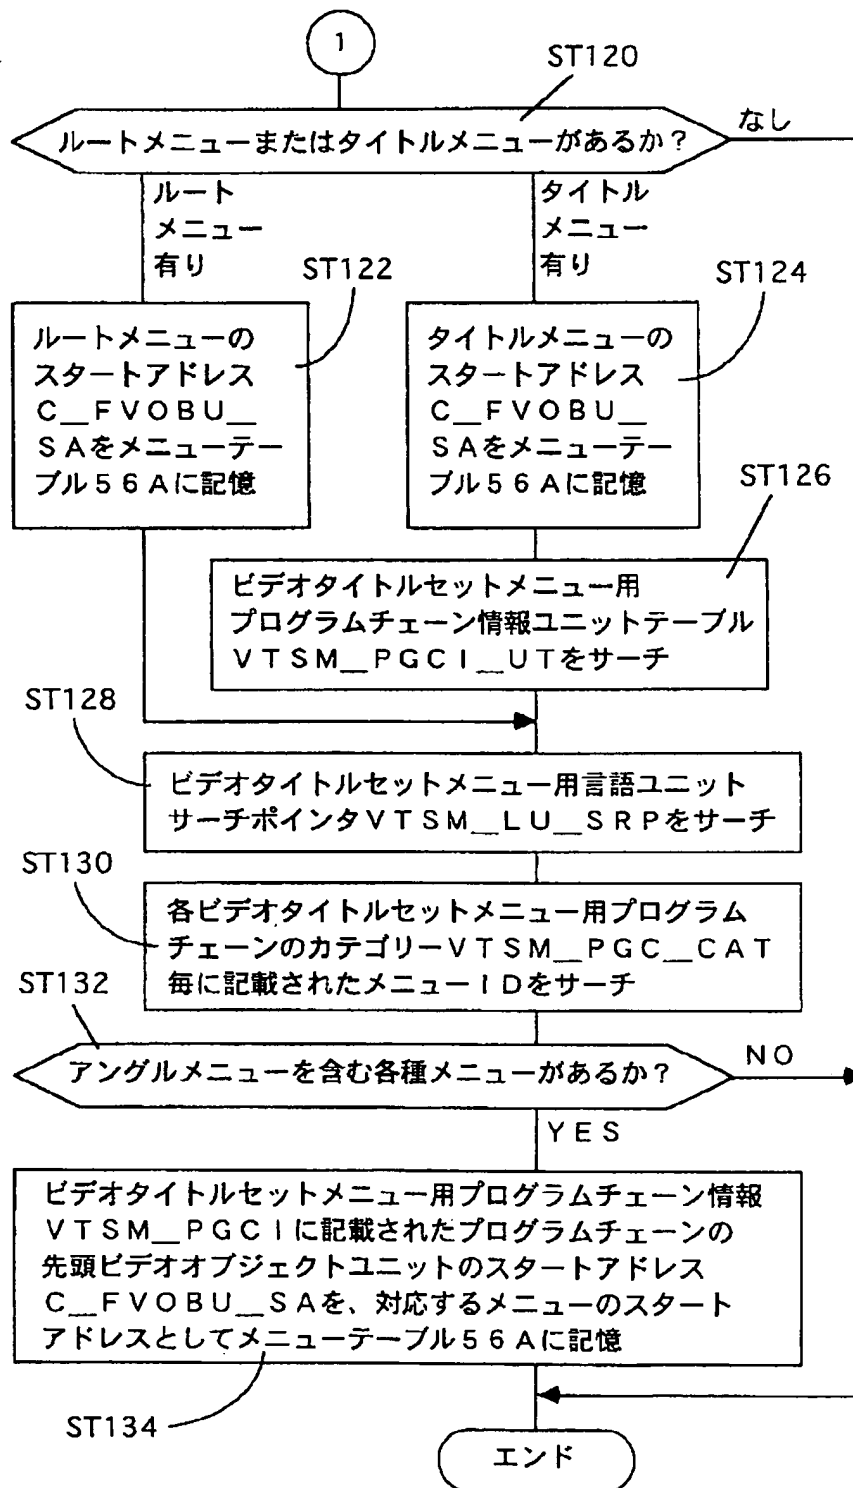 1
ST120
ルートメニューまたはタイトルメニューがあるか？
なし
ルート
メニュー
有り
タイトル
メニュー
有り
ST122
ST124
ルートメニューの
スタートアドレス
C＿FVOBU＿
SAをメニューテー
ブル56Aに記憶
タイトルメニューの
スタートアドレス
C＿FVOBU＿
SAをメニューテー
ブル56Aに記憶
ST126
ビデオタイトルセットメニュー用
プログラムチェーン情報ユニットテーブル
VTSM＿PGCI＿UTをサーチ
ST128
ビデオタイトルセットメニュー用言語ユニット
サーチポインタVTSM＿LU＿SRPをサーチ
ST130
各ビデオタイトルセットメニュー用プログラム
チェーンのカテゴリーVTSM＿PGC＿CAT
毎に記載されたメニューIDをサーチ
ST132
アングルメニューを含む各種メニューがあるか？
NO
YES
ビデオタイトルセットメニュー用プログラムチェーン情報
VTSM＿PGCIに記載されたプログラムチェーンの
先頭ビデオオブジェクトユニットのスタートアドレス
C＿FVOBU＿SAを、対応するメニューのスタート
アドレスとしてメニューテーブル56Aに記憶
ST134
エンド